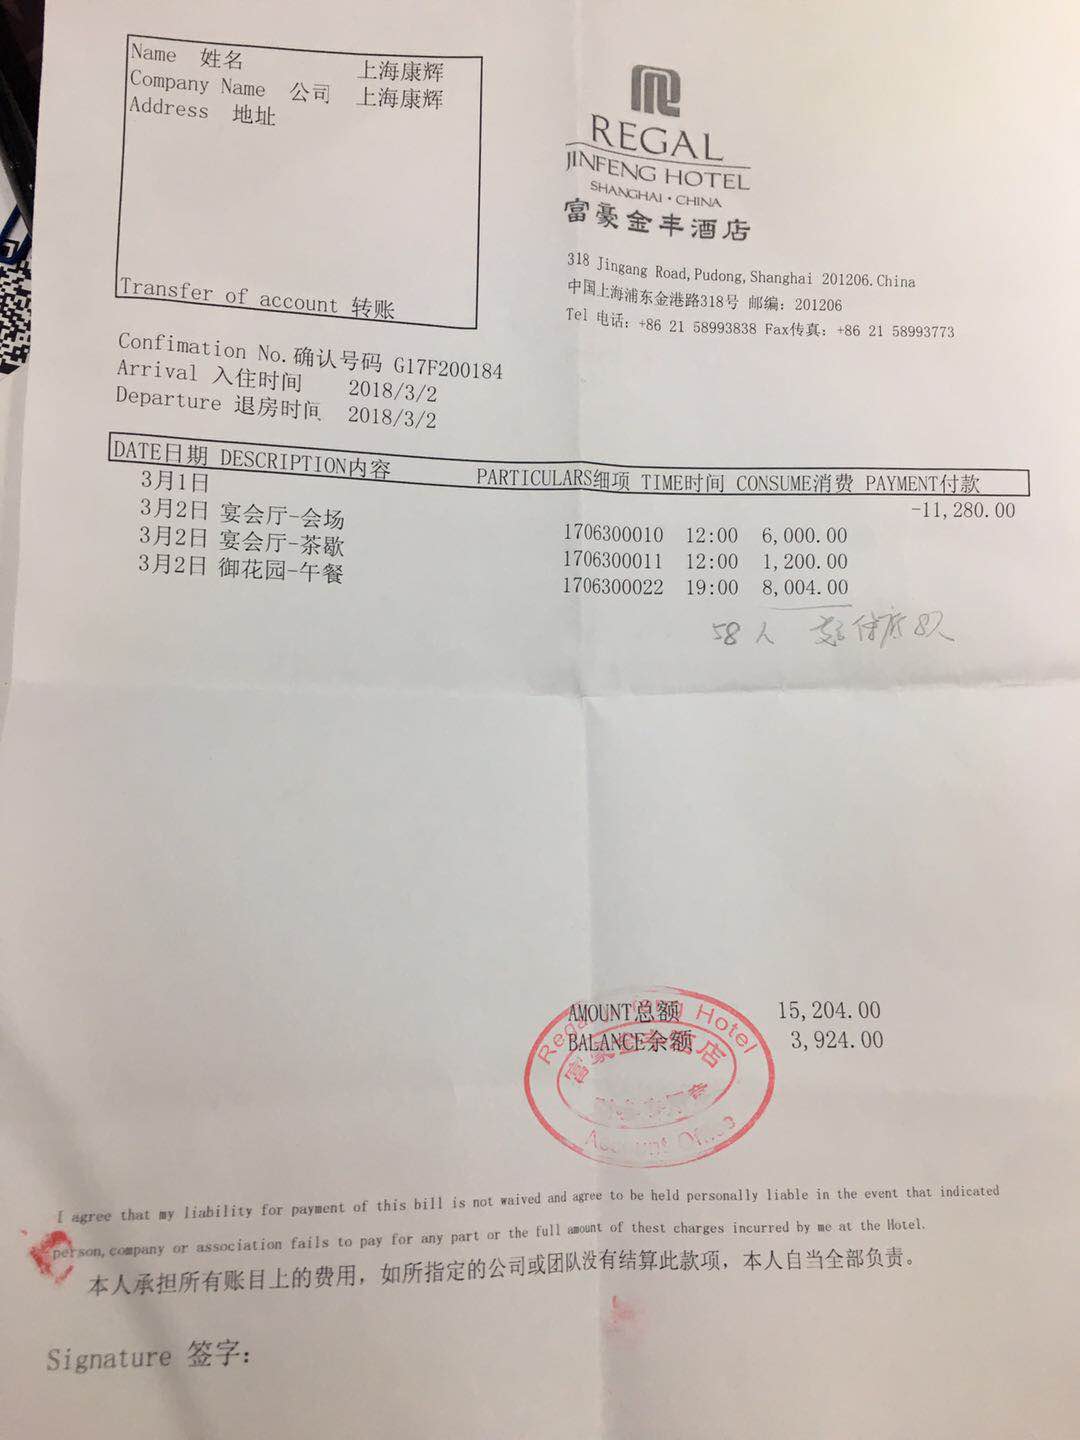 Name 姓名 上海康辉
Company Name 公司 上海康辉
Address 地址
Transfer of account 转账
REGAL
JINFENG HOTEL
SHANGHAI·CHINA
富豪金丰酒店
318 Jingang Road,Pudong,Shanghai 201206.China
中国上海浦东金港路318号 邮编: 201206
Tel 电话: +86 21 58993838 Fax传真: +86 21 58993773
Confimation No.确认号码 G17F200184
Arrival 入住时间 2018/3/2
Departure 退房时间 2018/3/2
DATE日期 DESCRIPTION内容 PARTICULARS细项 TIME时间 CONSUME消费 PAYMENT付款
3月1日 -11,280.00
3月2日 宴会厅-会场 1706300010 12:00 6,000.00
3月2日 宴会厅-茶歇 1706300011 12:00 1,200.00
3月2日 御花园-午餐 1706300022 19:00 8,004.00
58人
AMOUNT总额 15,204.00
BALANCE余额 3,924.00
Hotel
富豪金丰酒店
I agree that my liability for payment of this bill is not waived and agree to be held personally liable in the event that indicated
person,company or association fails to pay for any part or the full amount of thest charges incurred by me at the Hotel.
本人承担所有账目上的费用，如所指定的公司或团队没有结算此款项，本人自当全部负责。
Signature 签字: